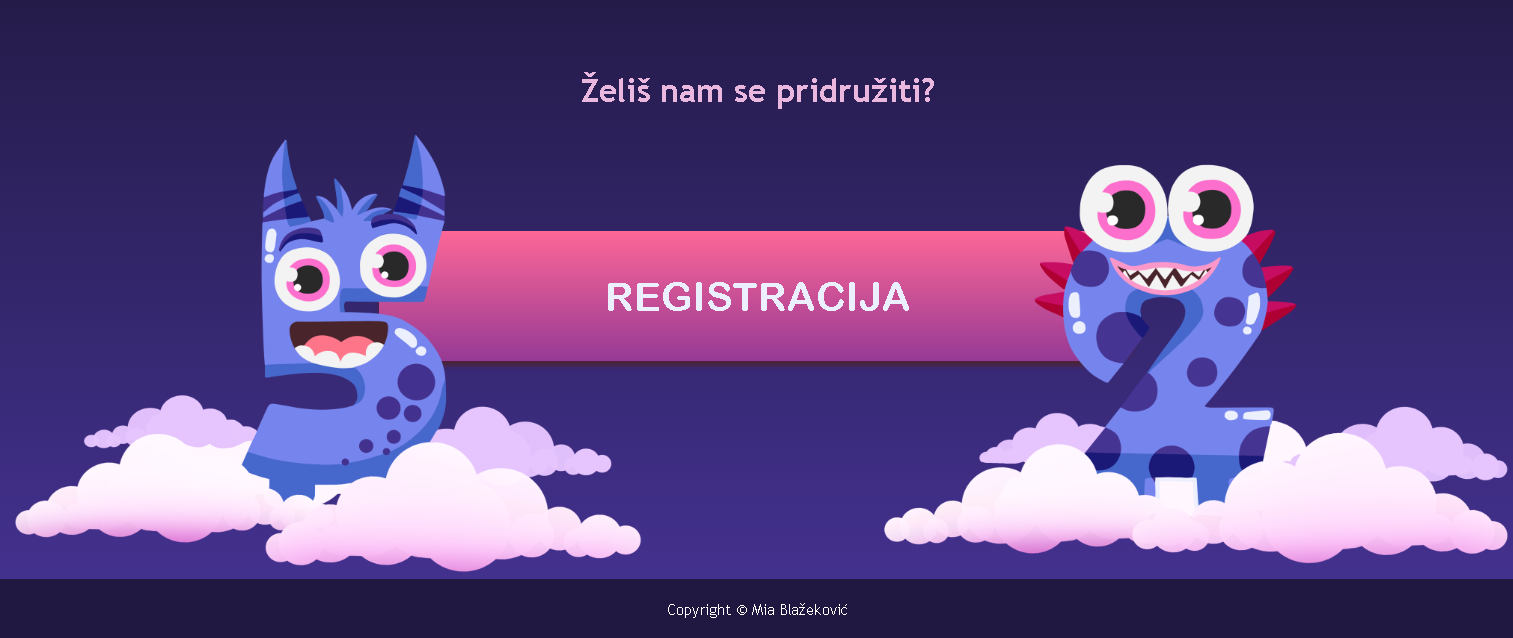 Želiš nam se pridružiti?
REGISTRACIJA
Copyright © Mia Blažeković